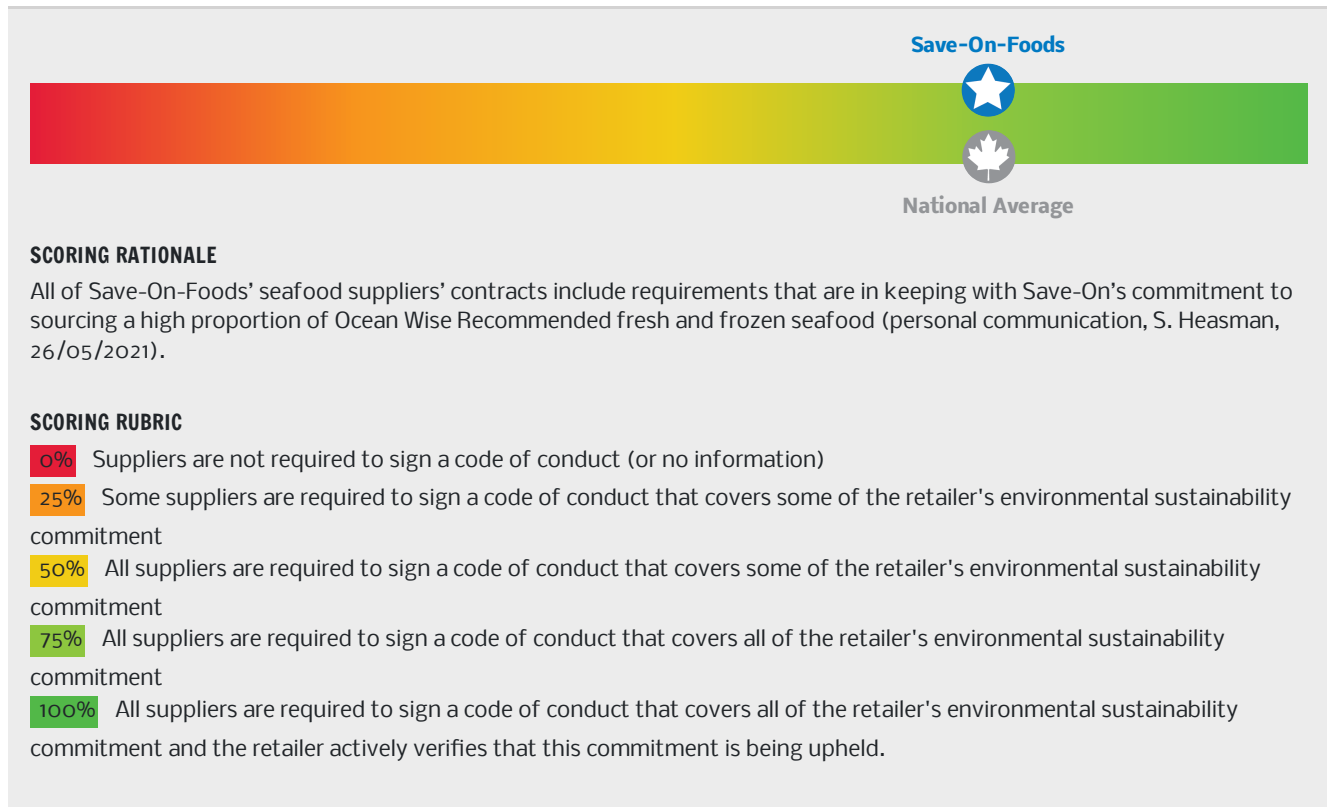 Save-On-Foods
National Average
SCORING RATIONALE
All of Save-On-Foods’ seafood suppliers’ contracts include requirements that are in keeping with Save-On’s commitment to
sourcing a high proportion of Ocean Wise Recommended fresh and frozen seafood (personal communication, S. Heasman,
26/05/2021).
SCORING RUBRIC
0% Suppliers are not required to sign a code of conduct (or no information)
25% Some suppliers are required to sign a code of conduct that covers some of the retailer's environmental sustainability
commitment
50% All suppliers are required to sign a code of conduct that covers some of the retailer's environmental sustainability
commitment
75% All suppliers are required to sign a code of conduct that covers all of the retailer's environmental sustainability
commitment
100% All suppliers are required to sign a code of conduct that covers all of the retailer's environmental sustainability
commitment and the retailer actively verifies that this commitment is being upheld.